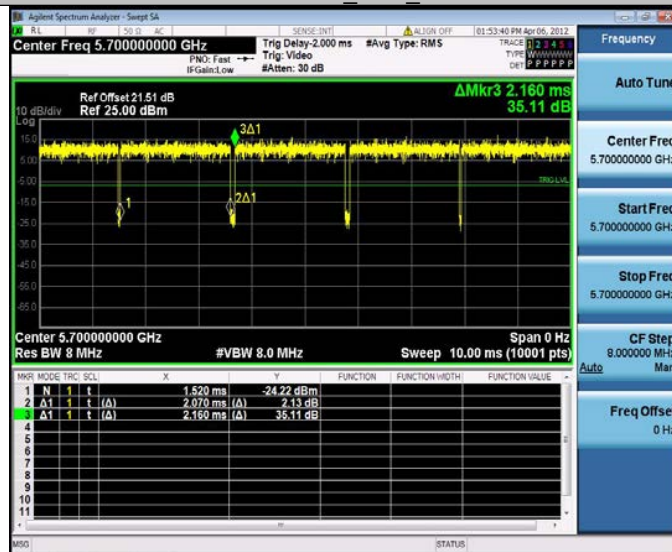 Agilent Spectrum Analyzer - Swept SA
RL RF 50 Ω AC SENSE:INT ALIGN OFF 01:53:40 PM Apr 06, 2012
Center Freq 5.700000000 GHz
PNO: Fast
IFGain:Low
Trig Delay-2.000 ms
Trig: Video
#Atten: 30 dB
#Avg Type: RMS
TRACE 1 2 3 4 5 6
TYPE WWWWWW
DET P P P P P P
Frequency
Auto Tune
ΔMkr3 2.160 ms
35.11 dB
Ref Offset 21.51 dB
10 dB/div Ref 25.00 dBm
Log
15.0
5.00
-5.00
-15.0
-25.0
-35.0
-45.0
-55.0
-65.0
3Δ1
TRIG LVL
1
2Δ1
Center Freq
5.700000000 GHz
Start Freq
5.700000000 GHz
Stop Freq
5.700000000 GHz
Center 5.700000000 GHz Span 0 Hz
Res BW 8 MHz #VBW 8.0 MHz Sweep 10.00 ms (10001 pts)
CF Step
8.000000 MHz
Auto Man
Freq Offset
0 Hz
MKR MODE TRC SCL X Y FUNCTION FUNCTION WIDTH FUNCTION VALUE
1 N 1 t 1.520 ms -24.22 dBm
2 Δ1 1 t (Δ) 2.070 ms (Δ) 2.13 dB
3 Δ1 1 t (Δ) 2.160 ms (Δ) 35.11 dB
4
5
6
7
8
9
10
11
MSG STATUS